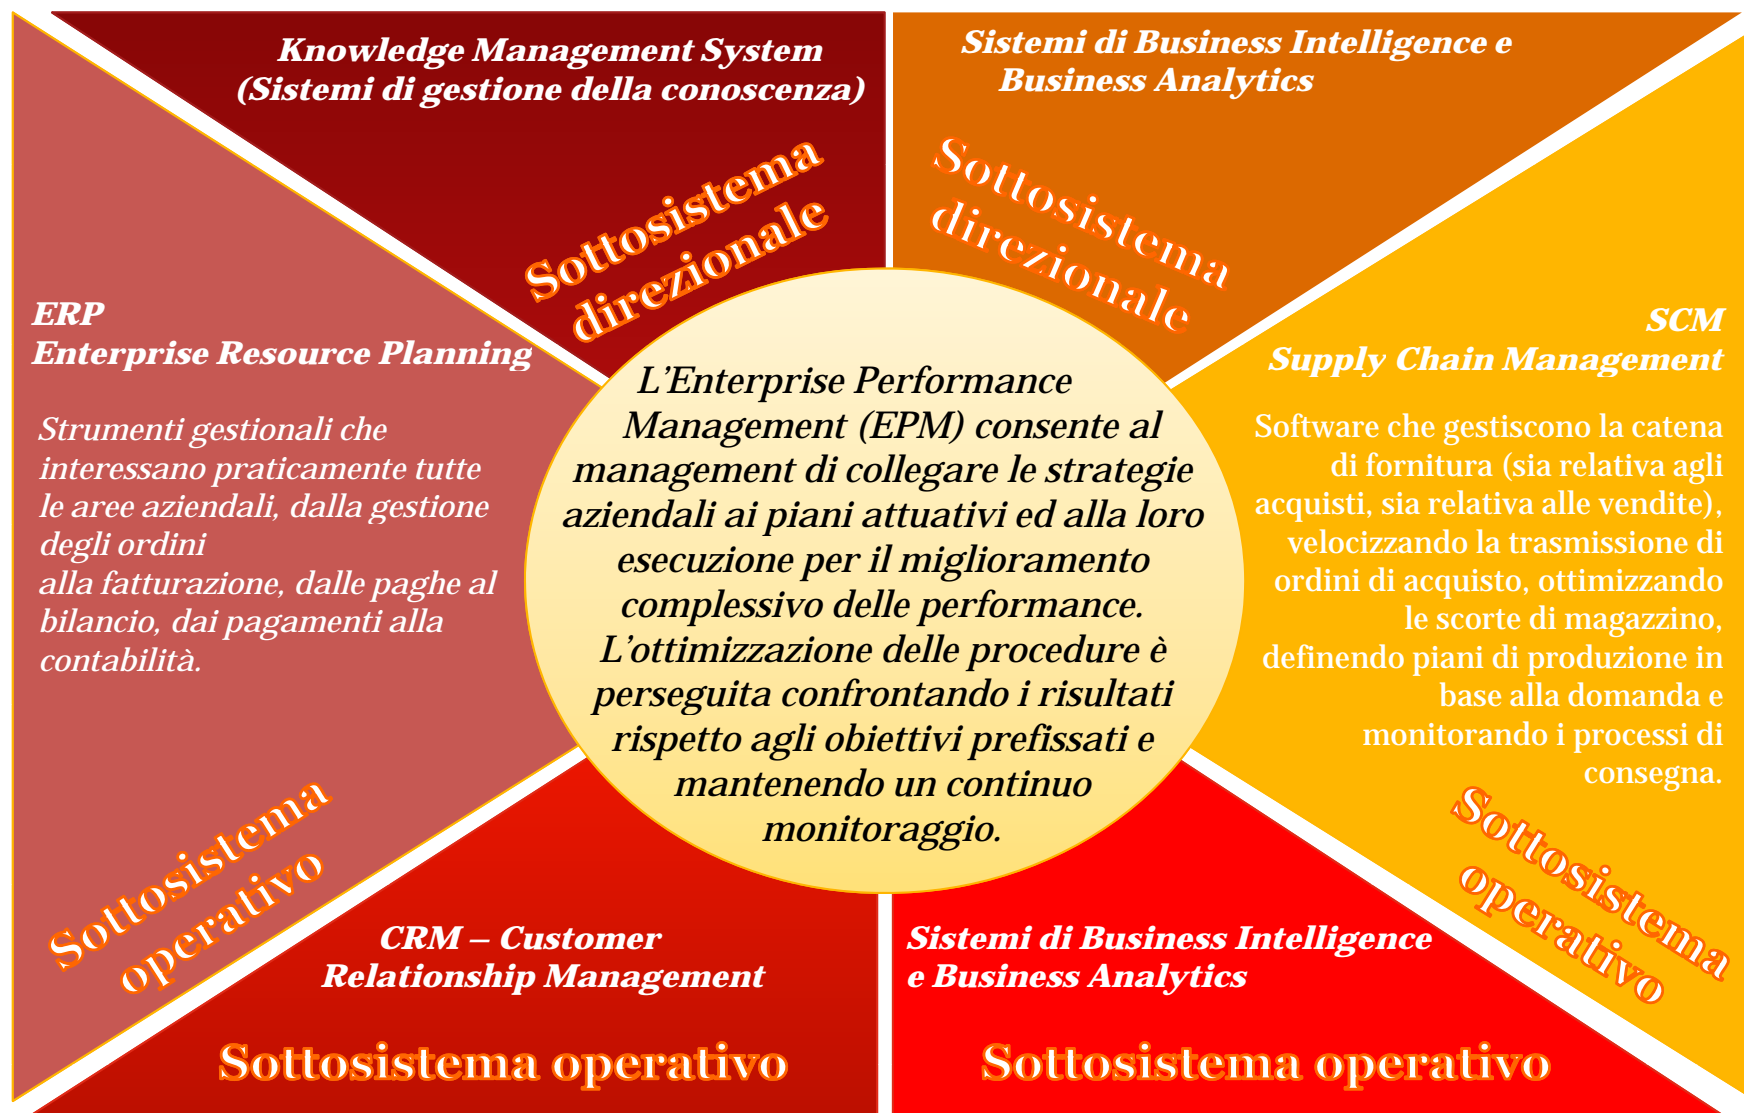 Knowledge Management System
(Sistemi di gestione della conoscenza)
Sottosistema
direzionale
Sistemi di Business Intelligence e
Business Analytics
Sottosistema
direzionale
ERP
Enterprise Resource Planning
Strumenti gestionali che
interessano praticamente tutte
le aree aziendali, dalla gestione
degli ordini
alla fatturazione, dalle paghe al
bilancio, dai pagamenti alla
contabilità.
Sottosistema
operativo
L’Enterprise Performance
Management (EPM) consente al
management di collegare le strategie
aziendali ai piani attuativi ed alla loro
esecuzione per il miglioramento
complessivo delle performance.
L’ottimizzazione delle procedure è
perseguita confrontando i risultati
rispetto agli obiettivi prefissati e
mantenendo un continuo
monitoraggio.
SCM
Supply Chain Management
Software che gestiscono la catena
di fornitura (sia relativa agli
acquisti, sia relativa alle vendite),
velocizzando la trasmissione di
ordini di acquisto, ottimizzando
le scorte di magazzino,
definendo piani di produzione in
base alla domanda e
monitorando i processi di
consegna.
Sottosistema
operativo
CRM – Customer
Relationship Management
Sottosistema operativo
Sistemi di Business Intelligence
e Business Analytics
Sottosistema operativo